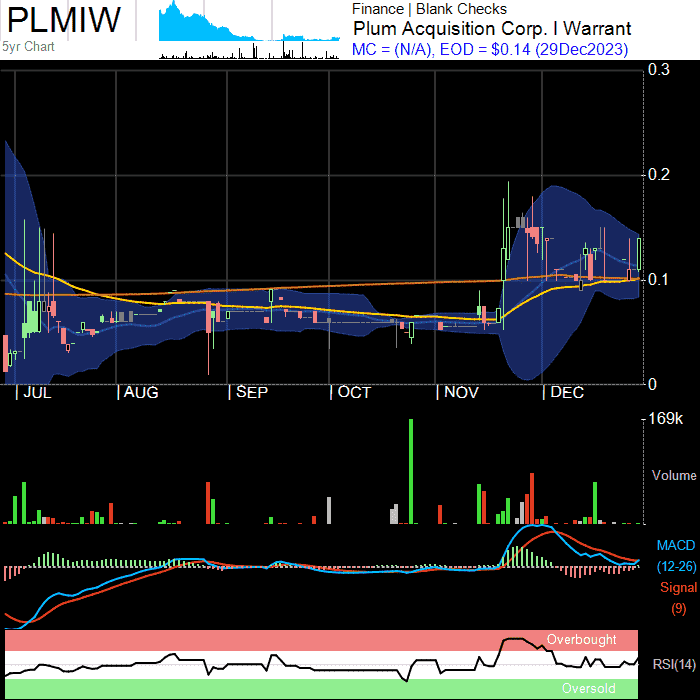 PLMIW
5yr Chart
Finance | Blank Checks
Plum Acquisition Corp. I Warrant
MC = (N/A), EOD = $0.14 (29Dec2023)
0.3
0.2
0.1
0
JUL AUG SEP OCT NOV DEC
169k
Volume
MACD
(12-26)
Signal
(9)
Overbought
RSI(14)
Oversold